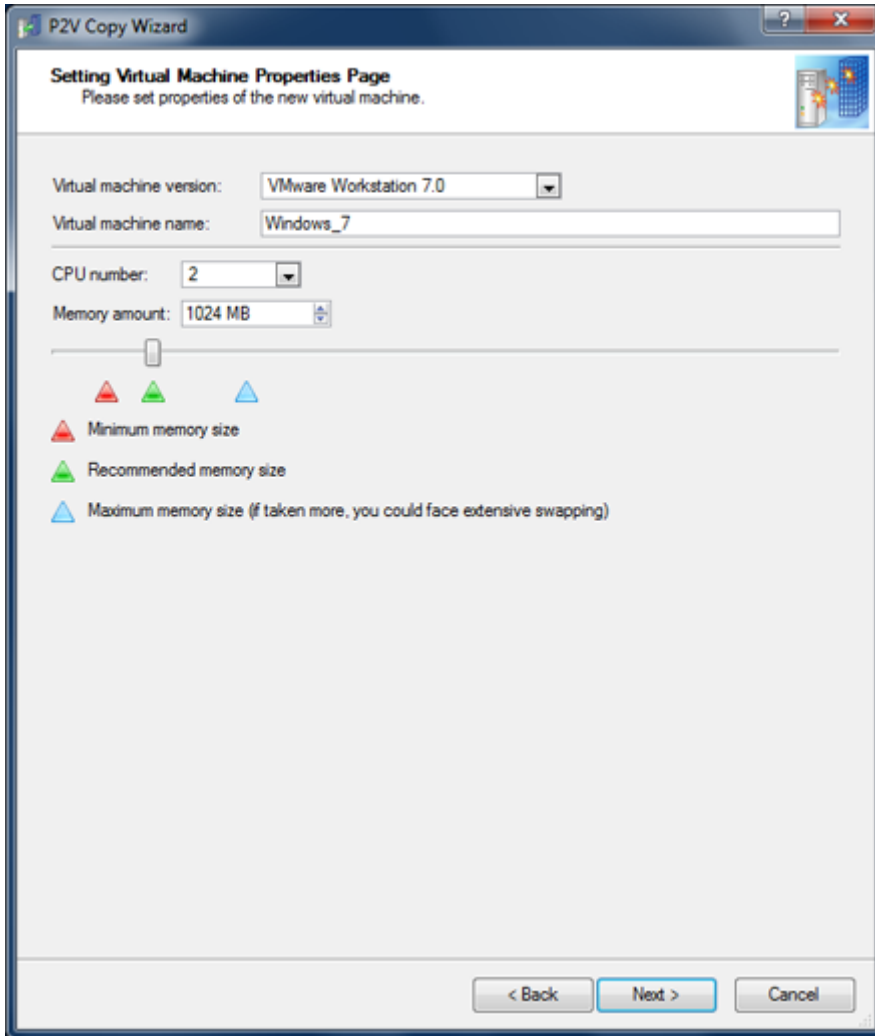 P2V Copy Wizard
?
Setting Virtual Machine Properties Page
Please set properties of the new virtual machine.
Virtual machine version: VMware Workstation 7.0
Virtual machine name: Windows_7
CPU number: 2
Memory amount: 1024 MB
Minimum memory size
Recommended memory size
Maximum memory size (if taken more, you could face extensive swapping)
< Back Next > Cancel